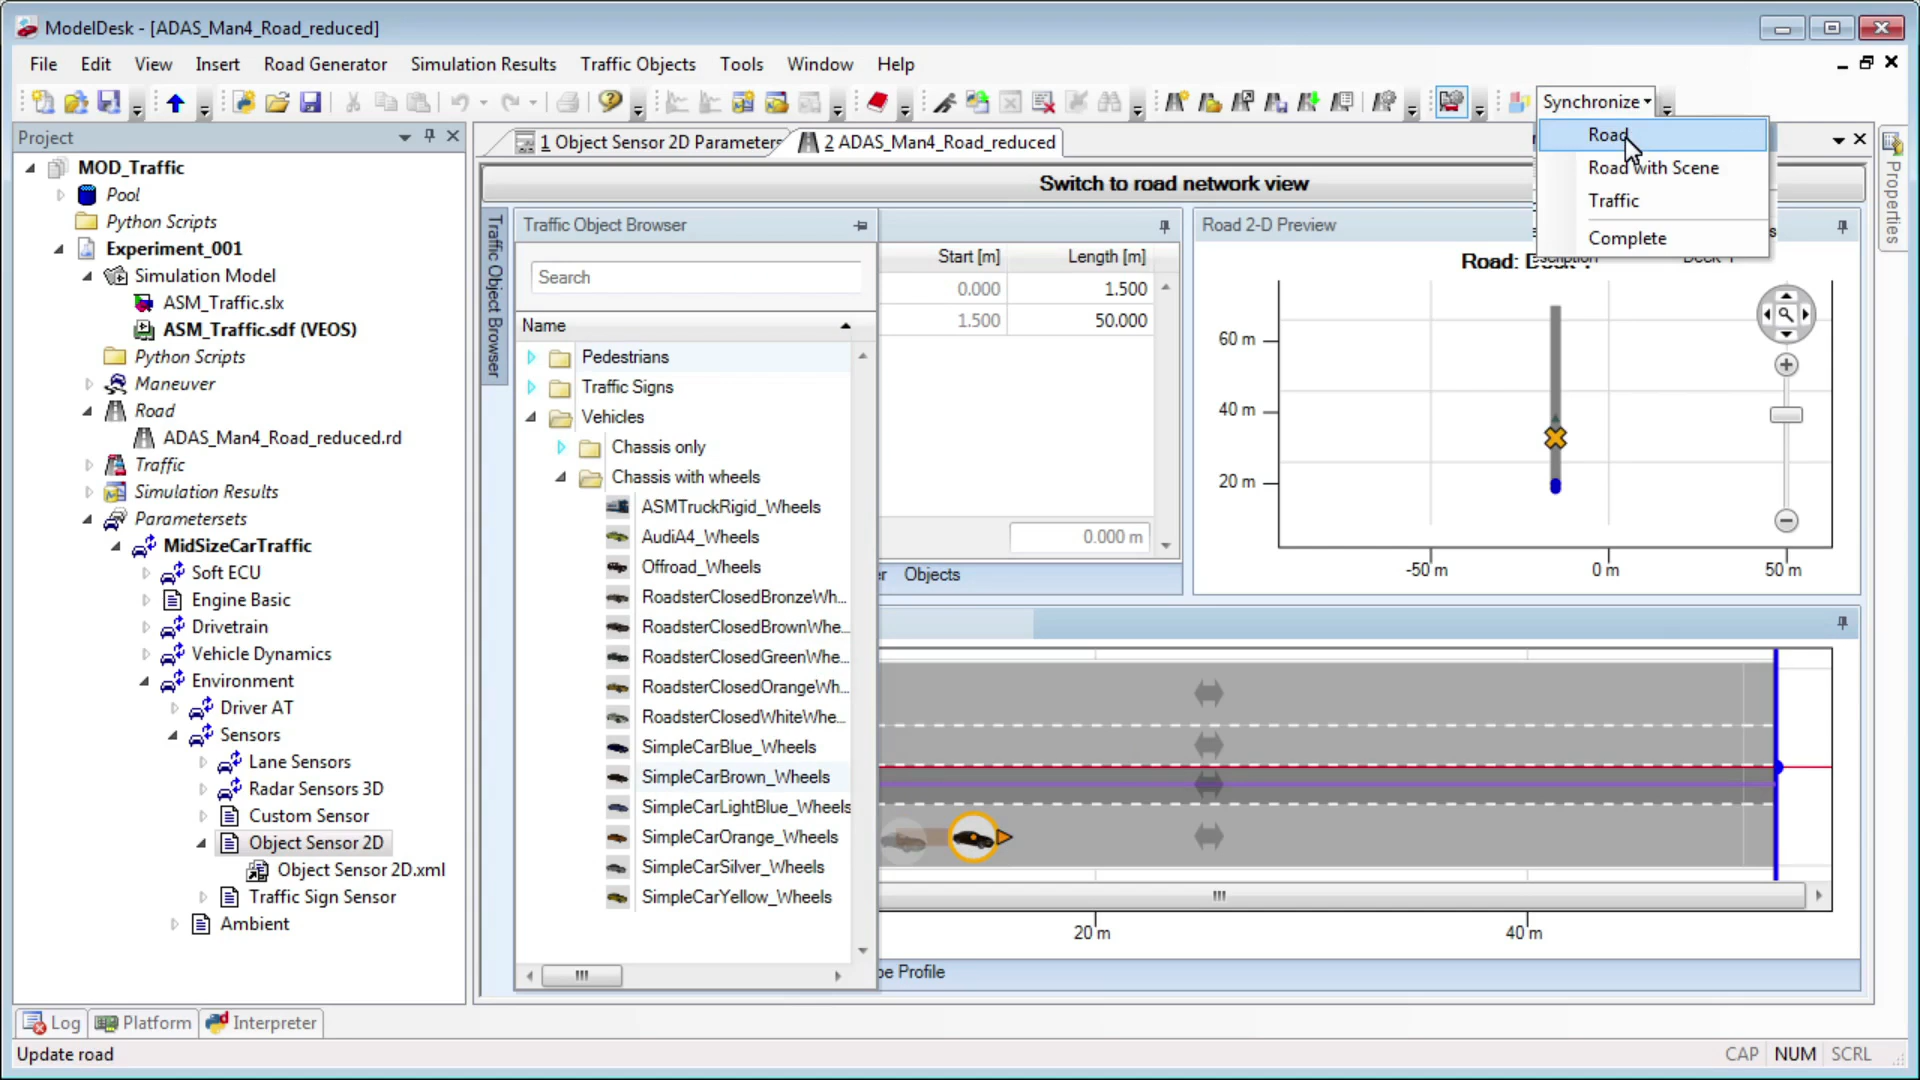 ModelDesk - [ADAS_Man4_Road_reduced]
File Edit View Insert Road Generator Simulation Results Traffic Objects Tools Window Help
Synchronize
Road
Road with Scene
Traffic
Complete
Project
MOD_Traffic
Pool
Python Scripts
Experiment_001
Simulation Model
ASM_Traffic.slx
ASM_Traffic.sdf (VEOS)
Python Scripts
Maneuver
Road
ADAS_Man4_Road_reduced.rd
Traffic
Simulation Results
Parametersets
MidSizeCarTraffic
Soft ECU
Engine Basic
Drivetrain
Vehicle Dynamics
Environment
Driver AT
Sensors
Lane Sensors
Radar Sensors 3D
Custom Sensor
Object Sensor 2D
Object Sensor 2D.xml
Traffic Sign Sensor
Ambient
1 Object Sensor 2D Parameters
2 ADAS_Man4_Road_reduced
Switch to road network view
Traffic Object Browser
Traffic Object Browser
Search
Name
Pedestrians
Traffic Signs
Vehicles
Chassis only
Chassis with wheels
ASMTruckRigid_Wheels
AudiA4_Wheels
Offroad_Wheels
RoadsterClosedBronzeWh...
RoadsterClosedBrownWhe...
RoadsterClosedGreenWhe...
RoadsterClosedOrangeWh...
RoadsterClosedWhiteWhe...
SimpleCarBlue_Wheels
SimpleCarBrown_Wheels
SimpleCarLightBlue_Wheels
SimpleCarOrange_Wheels
SimpleCarSilver_Wheels
SimpleCarYellow_Wheels
Start [m] Length [m]
0.000 1.500
1.500 50.000
0.000 m
er Objects
Road 2-D Preview
Road:
60 m
40 m
20 m
-50 m 0 m 50 m
20 m 40 m
pe Profile
Properties
Log Platform Interpreter
Update road
CAP NUM SCRL